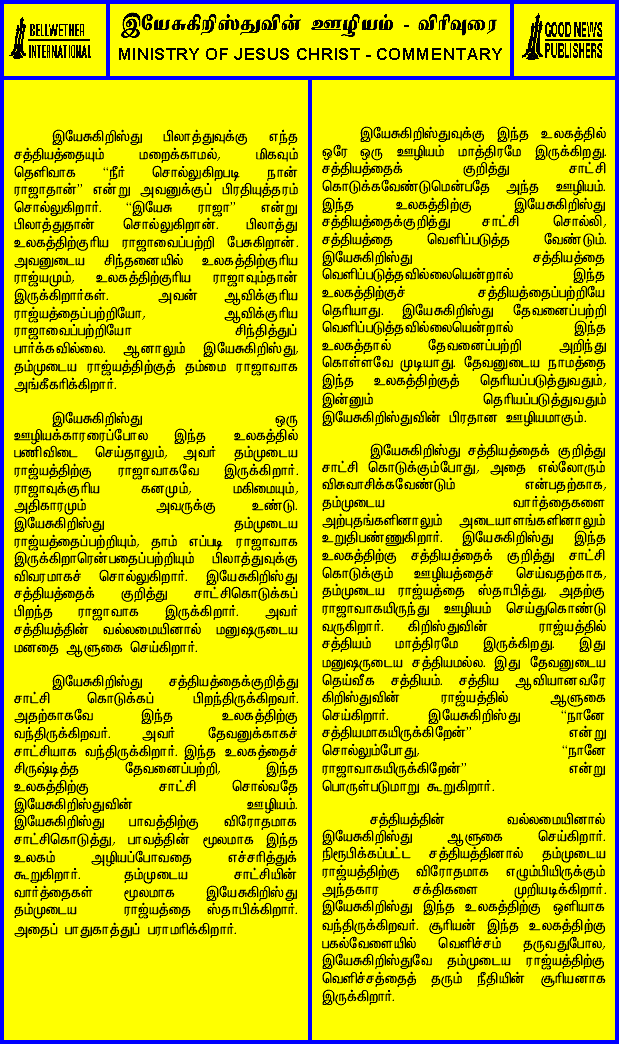 BELLWETHER
INTERNATIONAL
இயேசுகிறிஸ்துவின் ஊழியம் - விரிவுரை
MINISTRY OF JESUS CHRIST - COMMENTARY
GOOD NEWS
PUBLISHERS
இயேசுகிறிஸ்து பிலாத்துவுக்கு எந்த
சத்தியத்தையும் மறைக்காமல், மிகவும்
தெளிவாக “நீர் சொல்லுகிறபடி நான்
ராஜாதான்” என்று அவனுக்குப் பிரதியுத்தரம்
சொல்லுகிறார். “இயேசு ராஜா” என்று
பிலாத்துதான் சொல்லுகிறான். பிலாத்து
உலகத்திற்குரிய ராஜாவைப்பற்றி பேசுகிறான்.
அவனுடைய சிந்தனையில் உலகத்திற்குரிய
ராஜ்யமும், உலகத்திற்குரிய ராஜாவும்தான்
இருக்கிறார்கள். அவன் ஆவிக்குரிய
ராஜ்யத்தைப்பற்றியோ, ஆவிக்குரிய
ராஜாவைப்பற்றியோ சிந்தித்துப்
பார்க்கவில்லை. ஆனாலும் இயேசுகிறிஸ்து,
தம்முடைய ராஜ்யத்திற்குத் தம்மை ராஜாவாக
அங்கீகரிக்கிறார்.
இயேசுகிறிஸ்து ஒரு
ஊழியக்காரரைப்போல இந்த உலகத்தில்
பணிவிடை செய்தாலும், அவர் தம்முடைய
ராஜ்யத்திற்கு ராஜாவாகவே இருக்கிறார்.
ராஜாவுக்குரிய கனமும், மகிமையும்,
அதிகாரமும் அவருக்கு உண்டு.
இயேசுகிறிஸ்து தம்முடைய
ராஜ்யத்தைப்பற்றியும், தாம் எப்படி ராஜாவாக
இருக்கிறாரென்பதைப்பற்றியும் பிலாத்துவுக்கு
விவரமாகச் சொல்லுகிறார். இயேசுகிறிஸ்து
சத்தியத்தைக் குறித்து சாட்சிகொடுக்கப்
பிறந்த ராஜாவாக இருக்கிறார். அவர்
சத்தியத்தின் வல்லமையினால் மனுஷருடைய
மனதை ஆளுகை செய்கிறார்.
இயேசுகிறிஸ்து சத்தியத்தைக்குறித்து
சாட்சி கொடுக்கப் பிறந்திருக்கிறவர்.
அதற்காகவே இந்த உலகத்திற்கு
வந்திருக்கிறவர். அவர் தேவனுக்காகச்
சாட்சியாக வந்திருக்கிறார். இந்த உலகத்தைச்
சிருஷ்டித்த தேவனைப்பற்றி, இந்த
உலகத்திற்கு சாட்சி சொல்வதே
இயேசுகிறிஸ்துவின் ஊழியம்.
இயேசுகிறிஸ்து பாவத்திற்கு விரோதமாக
சாட்சிகொடுத்து, பாவத்தின் மூலமாக இந்த
உலகம் அழியப்போவதை எச்சரித்துக்
கூறுகிறார். தம்முடைய சாட்சியின்
வார்த்தைகள் மூலமாக இயேசுகிறிஸ்து
தம்முடைய ராஜ்யத்தை ஸ்தாபிக்கிறார்.
அதைப் பாதுகாத்துப் பராமரிக்கிறார்.
இயேசுகிறிஸ்துவுக்கு இந்த உலகத்தில்
ஒரே ஒரு ஊழியம் மாத்திரமே இருக்கிறது.
சத்தியத்தைக் குறித்து சாட்சி
கொடுக்கவேண்டுமென்பதே அந்த ஊழியம்.
இந்த உலகத்திற்கு இயேசுகிறிஸ்து
சத்தியத்தைக்குறித்து சாட்சி சொல்லி,
சத்தியத்தை வெளிப்படுத்த வேண்டும்.
இயேசுகிறிஸ்து சத்தியத்தை
வெளிப்படுத்தவில்லையென்றால் இந்த
உலகத்திற்குச் சத்தியத்தைப்பற்றியே
தெரியாது. இயேசுகிறிஸ்து தேவனைப்பற்றி
வெளிப்படுத்தவில்லையென்றால் இந்த
உலகத்தால் தேவனைப்பற்றி அறிந்து
கொள்ளவே முடியாது. தேவனுடைய நாமத்தை
இந்த உலகத்திற்குத் தெரியப்படுத்துவதும்,
இன்னும் தெரியப்படுத்துவதும்
இயேசுகிறிஸ்துவின் பிரதான ஊழியமாகும்.
இயேசுகிறிஸ்து சத்தியத்தைக் குறித்து
சாட்சி கொடுக்கும்போது, அதை எல்லோரும்
விசுவாசிக்கவேண்டும் என்பதற்காக,
தம்முடைய வார்த்தைகளை
அற்புதங்களினாலும் அடையாளங்களினாலும்
உறுதிபண்ணுகிறார். இயேசுகிறிஸ்து இந்த
உலகத்திற்கு சத்தியத்தைக் குறித்து சாட்சி
கொடுக்கும் ஊழியத்தைச் செய்வதற்காக,
தம்முடைய ராஜ்யத்தை ஸ்தாபித்து, அதற்கு
ராஜாவாகயிருந்து ஊழியம் செய்துகொண்டு
வருகிறார். கிறிஸ்துவின் ராஜ்யத்தில்
சத்தியம் மாத்திரமே இருக்கிறது. இது
மனுஷருடைய சத்தியமல்ல. இது தேவனுடைய
தெய்வீக சத்தியம். சத்திய ஆவியானவரே
கிறிஸ்துவின் ராஜ்யத்தில் ஆளுகை
செய்கிறார். இயேசுகிறிஸ்து “நானே
சத்தியமாகயிருக்கிறேன்” என்று
சொல்லும்போது, “நானே
ராஜாவாகயிருக்கிறேன்” என்று
பொருள்படுமாறு கூறுகிறார்.
சத்தியத்தின் வல்லமையினால்
இயேசுகிறிஸ்து ஆளுகை செய்கிறார்.
நிரூபிக்கப்பட்ட சத்தியத்தினால் தம்முடைய
ராஜ்யத்திற்கு விரோதமாக எழும்பியிருக்கும்
அந்தகார சக்திகளை முறியடிக்கிறார்.
இயேசுகிறிஸ்து இந்த உலகத்திற்கு ஒளியாக
வந்திருக்கிறவர். சூரியன் இந்த உலகத்திற்கு
பகல்வேளையில் வெளிச்சம் தருவதுபோல,
இயேசுகிறிஸ்துவே தம்முடைய ராஜ்யத்திற்கு
வெளிச்சத்தைத் தரும் நீதியின் சூரியனாக
இருக்கிறார்.